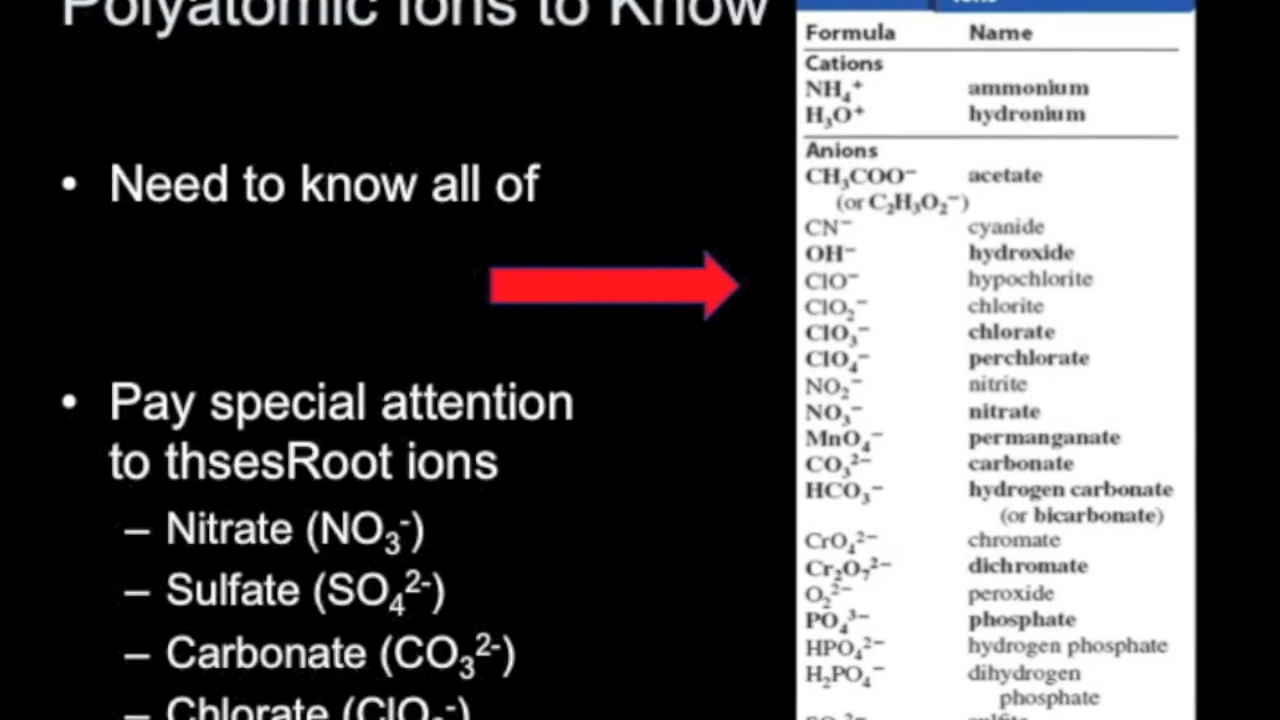 Polyatomic Ions to Know
• Need to know all of
• Pay special attention
to thsesRoot ions
– Nitrate (NO₃⁻)
– Sulfate (SO₄²⁻)
– Carbonate (CO₃²⁻)
– Chlorate (ClO₃⁻)
Ions
Formula Name
Cations
NH₄⁺ ammonium
H₃O⁺ hydronium
Anions
CH₃COO⁻ acetate
(or C₂H₃O₂⁻)
CN⁻ cyanide
OH⁻ hydroxide
ClO⁻ hypochlorite
ClO₂⁻ chlorite
ClO₃⁻ chlorate
ClO₄⁻ perchlorate
NO₂⁻ nitrite
NO₃⁻ nitrate
MnO₄⁻ permanganate
CO₃²⁻ carbonate
HCO₃⁻ hydrogen carbonate
(or bicarbonate)
CrO₄²⁻ chromate
Cr₂O₇²⁻ dichromate
O₂²⁻ peroxide
PO₄³⁻ phosphate
HPO₄²⁻ hydrogen phosphate
H₂PO₄⁻ dihydrogen
phosphate